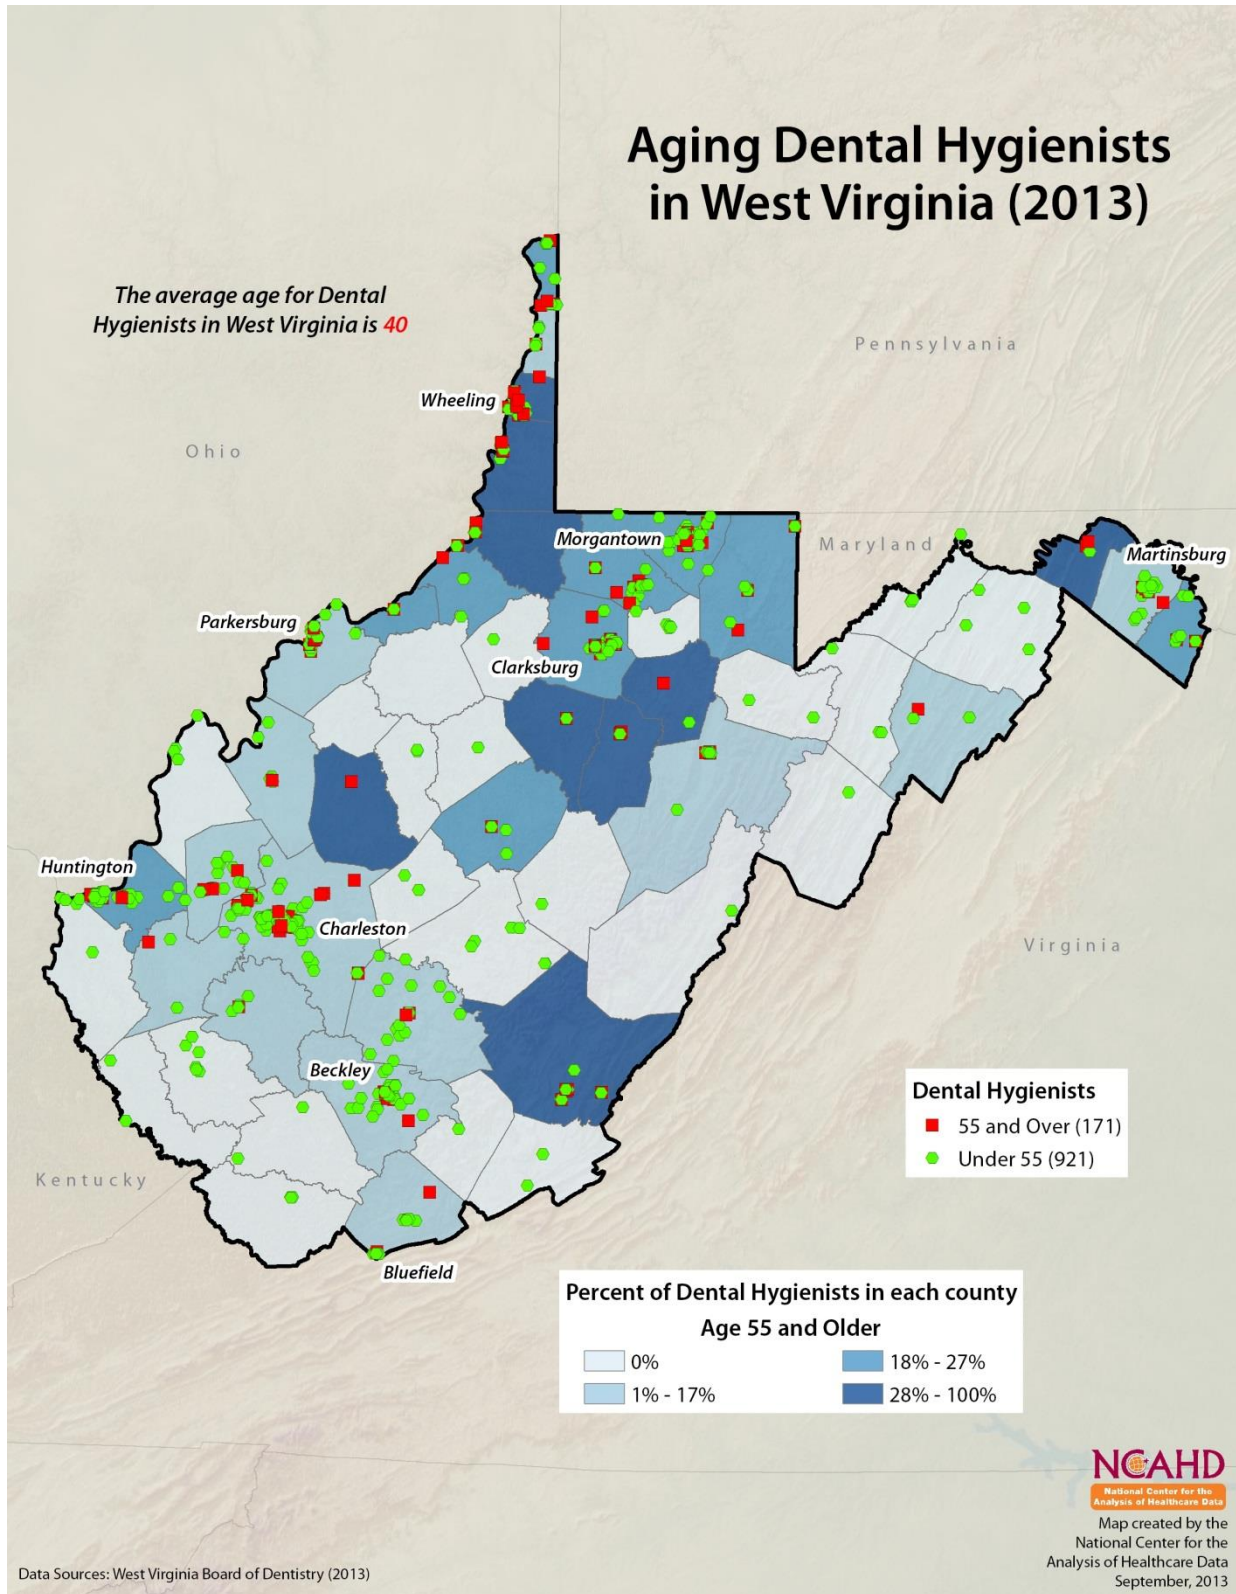 Aging Dental Hygienists
in West Virginia (2013)
The average age for Dental
Hygienists in West Virginia is 40
Pennsylvania
Wheeling
Ohio
Morgantown
Maryland
Martinsburg
Parkersburg
Clarksburg
Huntington
Charleston
Virginia
Beckley
Dental Hygienists
55 and Over (171)
Under 55 (921)
Kentucky
Bluefield
Percent of Dental Hygienists in each county
Age 55 and Older
0%
18% - 27%
1% - 17%
28% - 100%
NCAHD
National Center for the
Analysis of Healthcare Data
Map created by the
National Center for the
Analysis of Healthcare Data
September, 2013
Data Sources: West Virginia Board of Dentistry (2013)